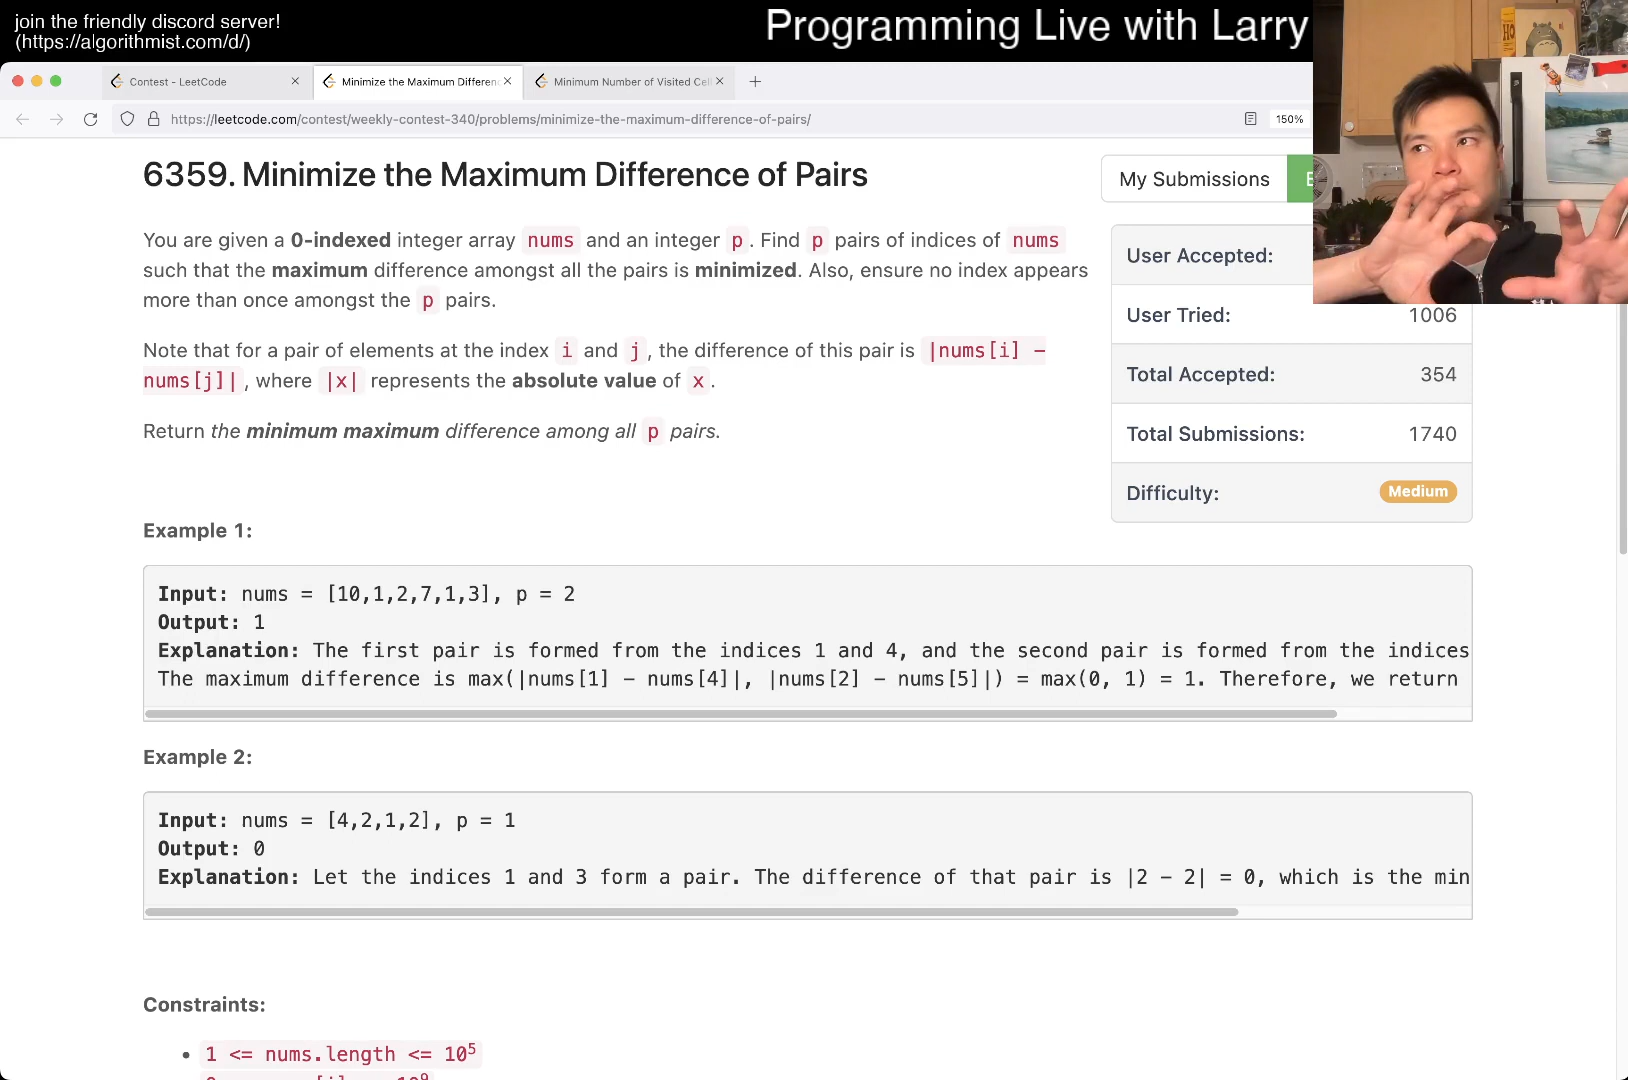 join the friendly discord server!
(https://algorithmist.com/d/)
Programming Live with Larry
Contest - LeetCode
Minimize the Maximum Differenc
Minimum Number of Visited Cel
https://leetcode.com/contest/weekly-contest-340/problems/minimize-the-maximum-difference-of-pairs/
150%
6359. Minimize the Maximum Difference of Pairs
My Submissions
You are given a 0-indexed integer array nums and an integer p. Find p pairs of indices of nums
such that the maximum difference amongst all the pairs is minimized. Also, ensure no index appears
more than once amongst the p pairs.
Note that for a pair of elements at the index i and j, the difference of this pair is |nums[i] -
nums[j]|, where |x| represents the absolute value of x.
Return the minimum maximum difference among all p pairs.
User Accepted:
User Tried: 1006
Total Accepted: 354
Total Submissions: 1740
Difficulty: Medium
Example 1:
Input: nums = [10,1,2,7,1,3], p = 2
Output: 1
Explanation: The first pair is formed from the indices 1 and 4, and the second pair is formed from the indices
The maximum difference is max(|nums[1] - nums[4]|, |nums[2] - nums[5]|) = max(0, 1) = 1. Therefore, we return
Example 2:
Input: nums = [4,2,1,2], p = 1
Output: 0
Explanation: Let the indices 1 and 3 form a pair. The difference of that pair is |2 - 2| = 0, which is the min
Constraints:
1 <= nums.length <= 10⁵